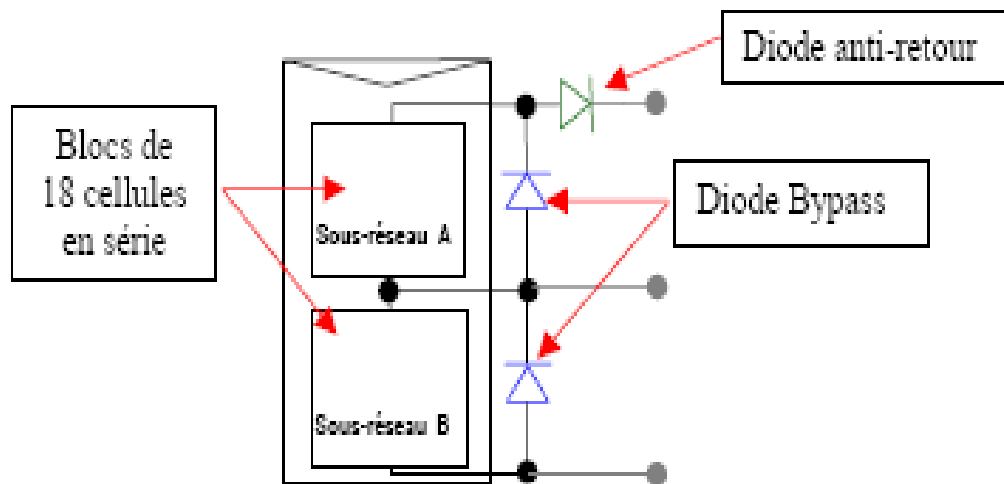 Diode anti-retour
Blocs de
18 cellules
en série
Sous-réseau A
Diode Bypass
Sous-réseau B